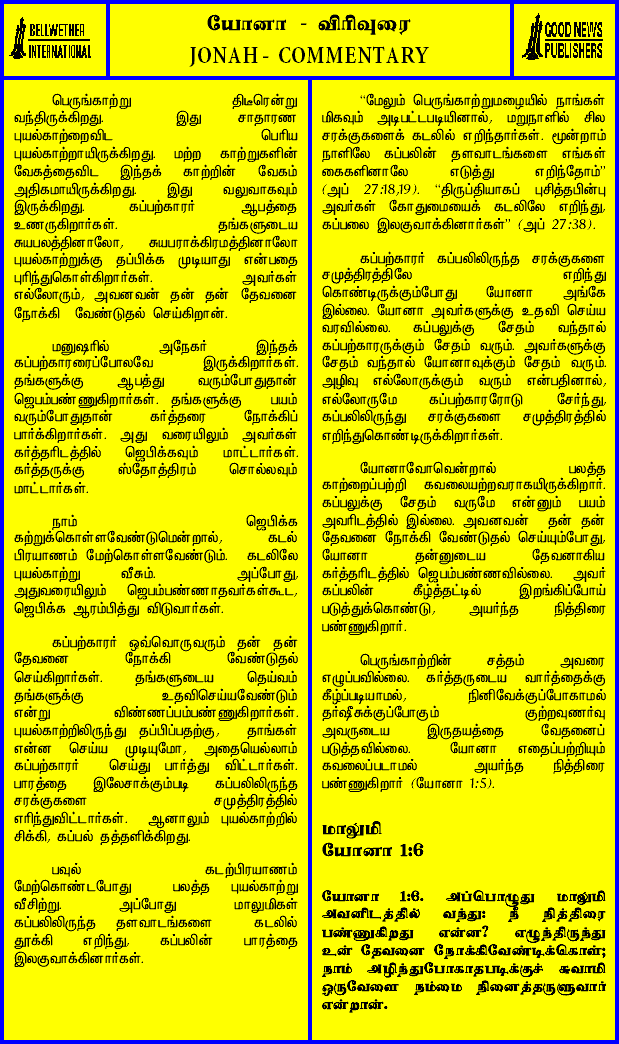 BELLWETHER
INTERNATIONAL
யோனா - விரிவுரை
JONAH - COMMENTARY
GOOD NEWS
PUBLISHERS
பெருங்காற்று திடீரென்று
வந்திருக்கிறது. இது சாதாரண
புயல்காற்றைவிட பெரிய
புயல்காற்றாயிருக்கிறது. மற்ற காற்றுகளின்
வேகத்தைவிட இந்தக் காற்றின் வேகம்
அதிகமாயிருக்கிறது. இது வலுவாகவும்
இருக்கிறது. கப்பற்காரர் ஆபத்தை
உணருகிறார்கள். தங்களுடைய
சுயபலத்தினாலோ, சுயபராக்கிரமத்தினாலோ
புயல்காற்றுக்கு தப்பிக்க முடியாது என்பதை
புரிந்துகொள்கிறார்கள். அவர்கள்
எல்லோரும், அவனவன் தன் தன் தேவனை
நோக்கி வேண்டுதல் செய்கிறான்.
மனுஷரில் அநேகர் இந்தக்
கப்பற்காரரைப்போலவே இருக்கிறார்கள்.
தங்களுக்கு ஆபத்து வரும்போதுதான்
ஜெபம்பண்ணுகிறார்கள். தங்களுக்கு பயம்
வரும்போதுதான் கர்த்தரை நோக்கிப்
பார்க்கிறார்கள். அது வரையிலும் அவர்கள்
கர்த்தரிடத்தில் ஜெபிக்கவும் மாட்டார்கள்.
கர்த்தருக்கு ஸ்தோத்திரம் சொல்லவும்
மாட்டார்கள்.
நாம் ஜெபிக்க
கற்றுக்கொள்ளவேண்டுமென்றால், கடல்
பிரயாணம் மேற்கொள்ளவேண்டும். கடலிலே
புயல்காற்று வீசும். அப்போது,
அதுவரையிலும் ஜெபம்பண்ணாதவர்கள்கூட,
ஜெபிக்க ஆரம்பித்து விடுவார்கள்.
கப்பற்காரர் ஒவ்வொருவரும் தன் தன்
தேவனை நோக்கி வேண்டுதல்
செய்கிறார்கள். தங்களுடைய தெய்வம்
தங்களுக்கு உதவிசெய்யவேண்டும்
என்று விண்ணப்பம்பண்ணுகிறார்கள்.
புயல்காற்றிலிருந்து தப்பிப்பதற்கு, தாங்கள்
என்ன செய்ய முடியுமோ, அதையெல்லாம்
கப்பற்காரர் செய்து பார்த்து விட்டார்கள்.
பாரத்தை இலேசாக்கும்படி கப்பலிலிருந்த
சரக்குகளை சமுத்திரத்தில்
எரிந்துவிட்டார்கள். ஆனாலும் புயல்காற்றில்
சிக்கி, கப்பல் தத்தளிக்கிறது.
பவுல் கடற்பிரயாணம்
மேற்கொண்டபோது பலத்த புயல்காற்று
வீசிற்று. அப்போது மாலுமிகள்
கப்பலிலிருந்த தளவாடங்களை கடலில்
தூக்கி எறிந்து, கப்பலின் பாரத்தை
இலகுவாக்கினார்கள்.
“மேலும் பெருங்காற்றுமழையில் நாங்கள்
மிகவும் அடிபட்டபடியினால், மறுநாளில் சில
சரக்குகளைக் கடலில் எறிந்தார்கள். மூன்றாம்
நாளிலே கப்பலின் தளவாடங்களை எங்கள்
கைகளினாலே எடுத்து எறிந்தோம்”
(அப் 27:18,19). “திருப்தியாகப் புசித்தபின்பு
அவர்கள் கோதுமையைக் கடலிலே எறிந்து,
கப்பலை இலகுவாக்கினார்கள்” (அப் 27:38).
கப்பற்காரர் கப்பலிலிருந்த சரக்குகளை
சமுத்திரத்திலே எறிந்து
கொண்டிருக்கும்போது யோனா அங்கே
இல்லை. யோனா அவர்களுக்கு உதவி செய்ய
வரவில்லை. கப்பலுக்கு சேதம் வந்தால்
கப்பற்காரருக்கும் சேதம் வரும். அவர்களுக்கு
சேதம் வந்தால் யோனாவுக்கும் சேதம் வரும்.
அழிவு எல்லோருக்கும் வரும் என்பதினால்,
எல்லோருமே கப்பற்காரரோடு சேர்ந்து,
கப்பலிலிருந்து சரக்குகளை சமுத்திரத்தில்
எறிந்துகொண்டிருக்கிறார்கள்.
யோனாவோவென்றால் பலத்த
காற்றைப்பற்றி கவலையற்றவராகயிருக்கிறார்.
கப்பலுக்கு சேதம் வருமே என்னும் பயம்
அவரிடத்தில் இல்லை. அவனவன் தன் தன்
தேவனை நோக்கி வேண்டுதல் செய்யும்போது,
யோனா தன்னுடைய தேவனாகிய
கர்த்தரிடத்தில் ஜெபம்பண்ணவில்லை. அவர்
கப்பலின் கீழ்த்தட்டில் இறங்கிப்போய்
படுத்துக்கொண்டு, அயர்ந்த நித்திரை
பண்ணுகிறார்.
பெருங்காற்றின் சத்தம் அவரை
எழுப்பவில்லை. கர்த்தருடைய வார்த்தைக்கு
கீழ்ப்படியாமல், நினிவேக்குப்போகாமல்
தர்ஷீசுக்குப்போகும் குற்றவுணர்வு
அவருடைய இருதயத்தை வேதனைப்
படுத்தவில்லை. யோனா எதைப்பற்றியும்
கவலைப்படாமல் அயர்ந்த நித்திரை
பண்ணுகிறார் (யோனா 1:5).
மாலுமி
யோனா 1:6
யோனா 1:6. அப்பொழுது மாலுமி
அவனிடத்தில் வந்து: நீ நித்திரை
பண்ணுகிறது என்ன? எழுந்திருந்து
உன் தேவனை நோக்கிவேண்டிக்கொள்;
நாம் அழிந்துபோகாதபடிக்குச் சுவாமி
ஒருவேளை நம்மை நினைத்தருளுவார்
என்றான்.